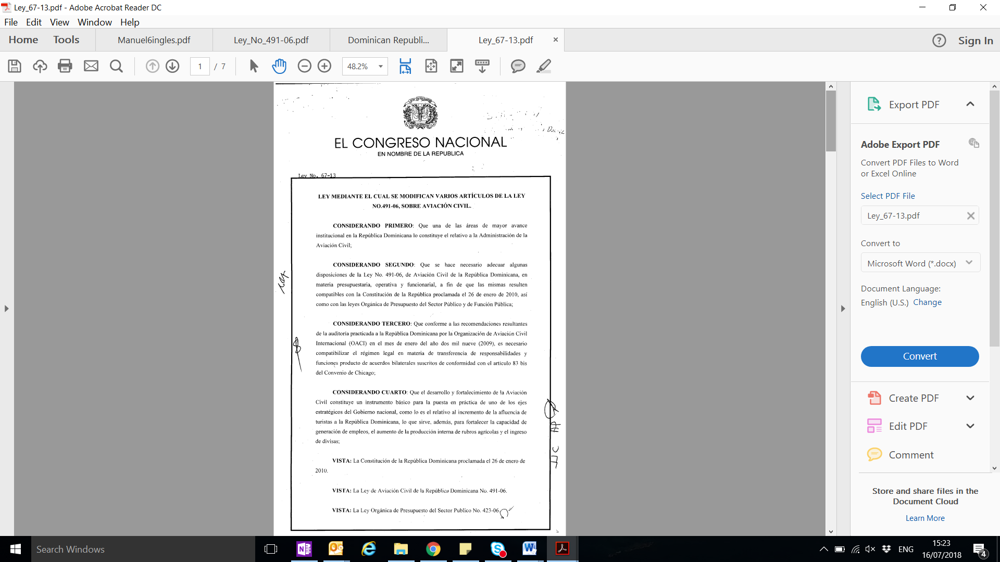 Ley_67-13.pdf - Adobe Acrobat Reader DC
File Edit View Window Help
Home Tools Manuel6ingles.pdf Ley_No_491-06.pdf Dominican Republi... Ley_67-13.pdf × ? Sign In
1 / 7 48.2%
EL CONGRESO NACIONAL
EN NOMBRE DE LA REPUBLICA
Ley No. 67-13
LEY MEDIANTE EL CUAL SE MODIFICAN VARIOS ARTÍCULOS DE LA LEY
NO.491-06, SOBRE AVIACIÓN CIVIL.
CONSIDERANDO PRIMERO: Que una de las áreas de mayor avance
institucional en la República Dominicana lo constituye el relativo a la Administración de la
Aviación Civil;
CONSIDERANDO SEGUNDO: Que se hace necesario adecuar algunas
disposiciones de la Ley No. 491-06, de Aviación Civil de la República Dominicana, en
materia presupuestaria, operativa y funcionarial, a fin de que las mismas resulten
compatibles con la Constitución de la República proclamada el 26 de enero de 2010, así
como con las leyes Orgánica de Presupuesto del Sector Público y de Función Pública;
CONSIDERANDO TERCERO: Que conforme a las recomendaciones resultantes
de la auditoría practicada a la República Dominicana por la Organización de Aviación Civil
Internacional (OACI) en el mes de enero del año dos mil nueve (2009), es necesario
compatibilizar el régimen legal en materia de transferencia de responsabilidades y
funciones producto de acuerdos bilaterales suscritos de conformidad con el artículo 83 bis
del Convenio de Chicago;
CONSIDERANDO CUARTO: Que el desarrollo y fortalecimiento de la Aviación
Civil constituye un instrumento básico para la puesta en práctica de uno de los ejes
estratégicos del Gobierno nacional, como lo es el relativo al incremento de la afluencia de
turistas a la República Dominicana, lo que sirve, además, para fortalecer la capacidad de
generación de empleos, el aumento de la producción interna de rubros agrícolas y el ingreso
de divisas;
VISTA: La Constitución de la República Dominicana proclamada el 26 de enero de
2010.
VISTA: La Ley de Aviación Civil de la República Dominicana No. 491-06.
VISTA: La Ley Orgánica de Presupuesto del Sector Publico No. 423-06
Export PDF
Adobe Export PDF
Convert PDF Files to Word
or Excel Online
Select PDF File
Ley_67-13.pdf
Convert to
Microsoft Word (*.docx)
Document Language:
English (U.S.) Change
Convert
Create PDF
Edit PDF
Comment
Store and share files in the
Document Cloud
Learn More
Search Windows
ENG
15:23
16/07/2018
4